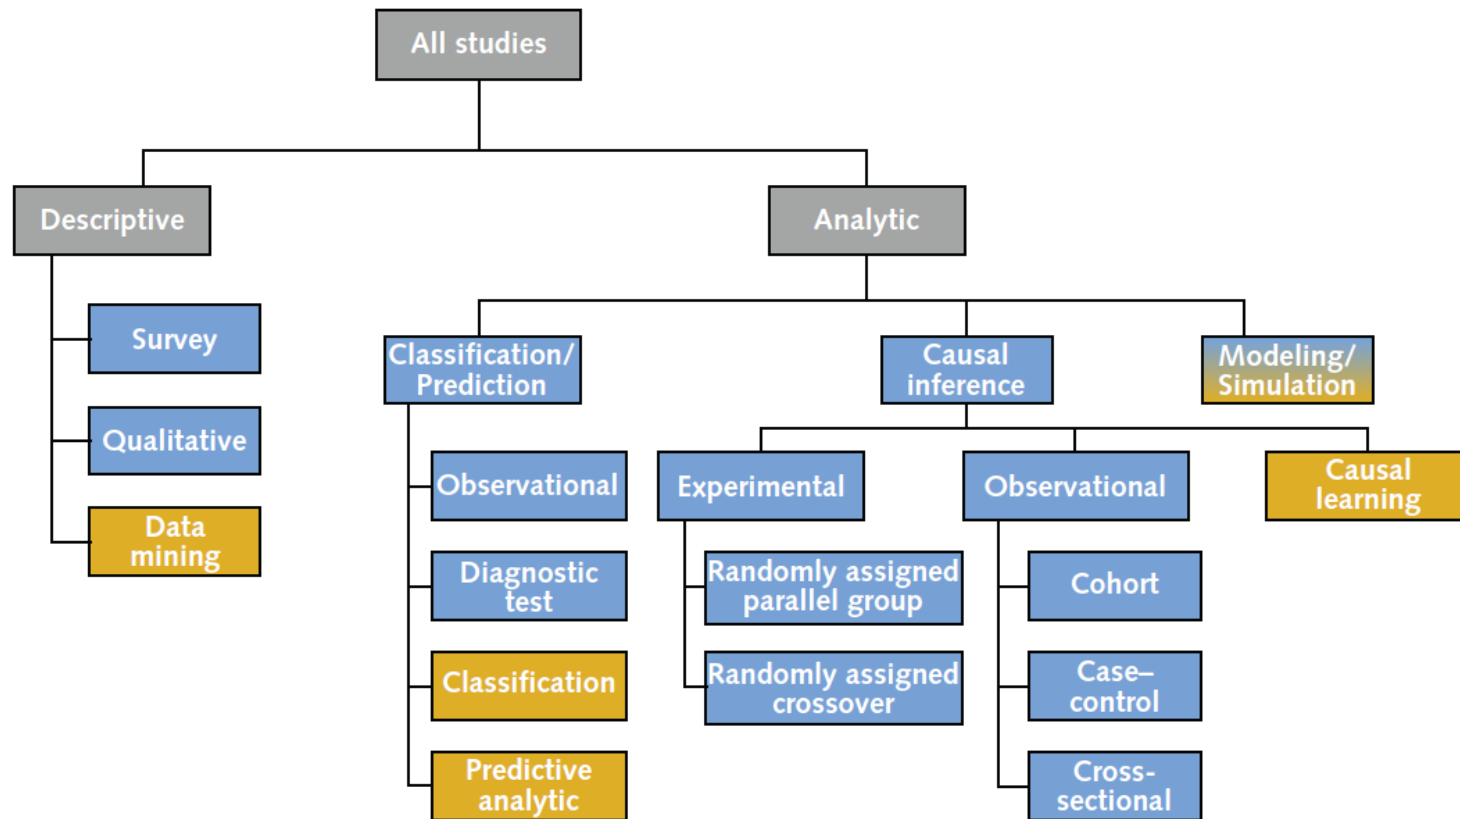 All studies
Descriptive
Analytic
Survey
Qualitative
Data
mining
Classification/
Prediction
Causal
inference
Modeling/
Simulation
Observational
Diagnostic
test
Classification
Predictive
analytic
Experimental
Randomly assigned
parallel group
Randomly assigned
crossover
Observational
Cohort
Case–
control
Cross-
sectional
Causal
learning